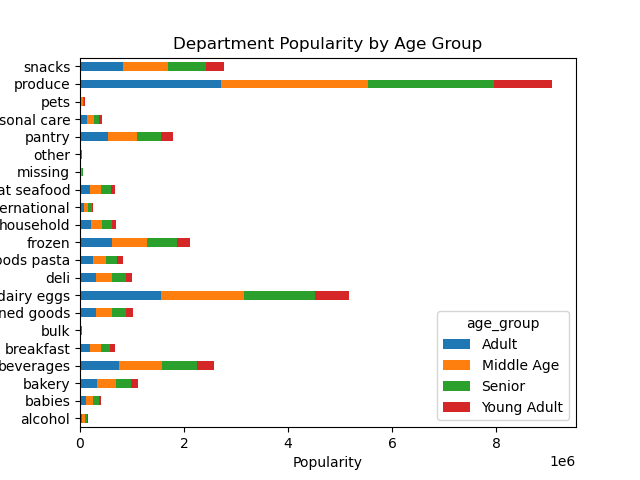 Department Popularity by Age Group
snacks
produce
pets
sonal care
pantry
other
missing
at seafood
ernational
household
frozen
oods pasta
deli
dairy eggs
ned goods
bulk
breakfast
beverages
bakery
babies
alcohol
age_group
Adult
Middle Age
Senior
Young Adult
0 2 4 6 8
1e6
Popularity